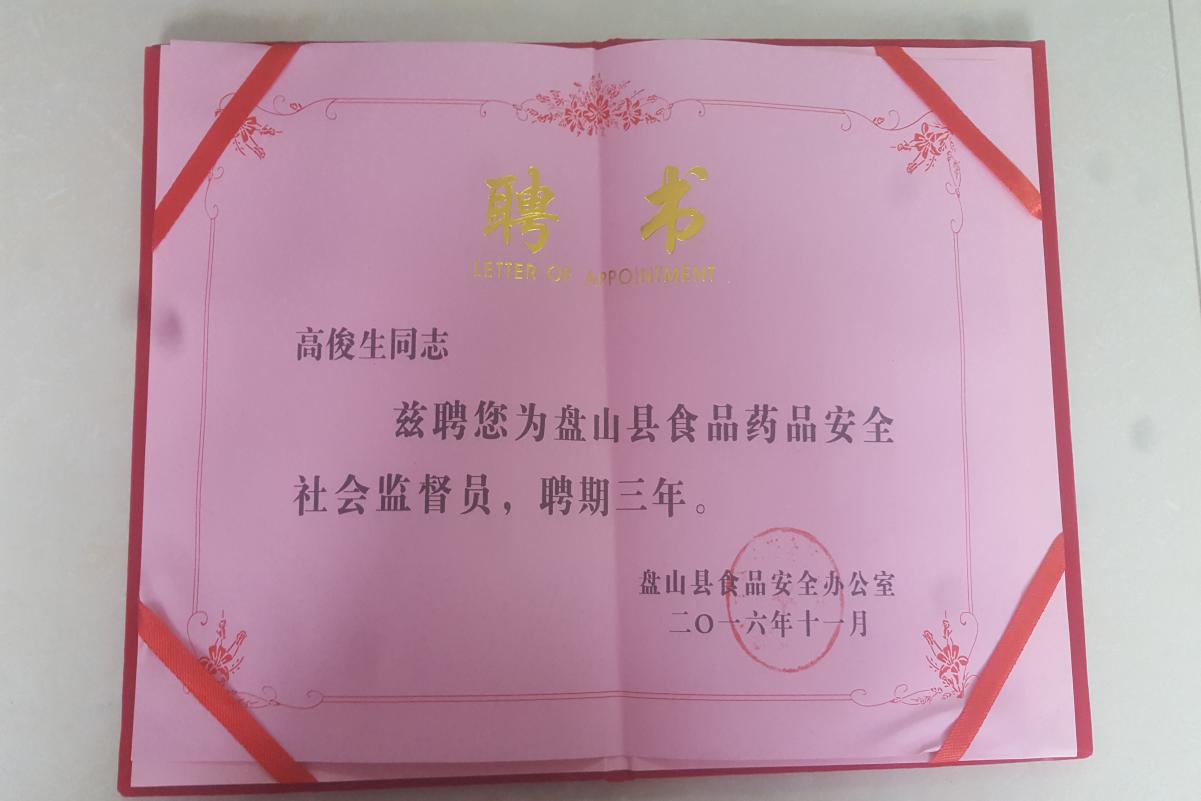 聘 书
LETTER OF APPOINTMENT
高俊生同志
兹聘您为盘山县食品药品安全
社会监督员，聘期三年。
盘山县食品安全办公室
二〇一六年十一月